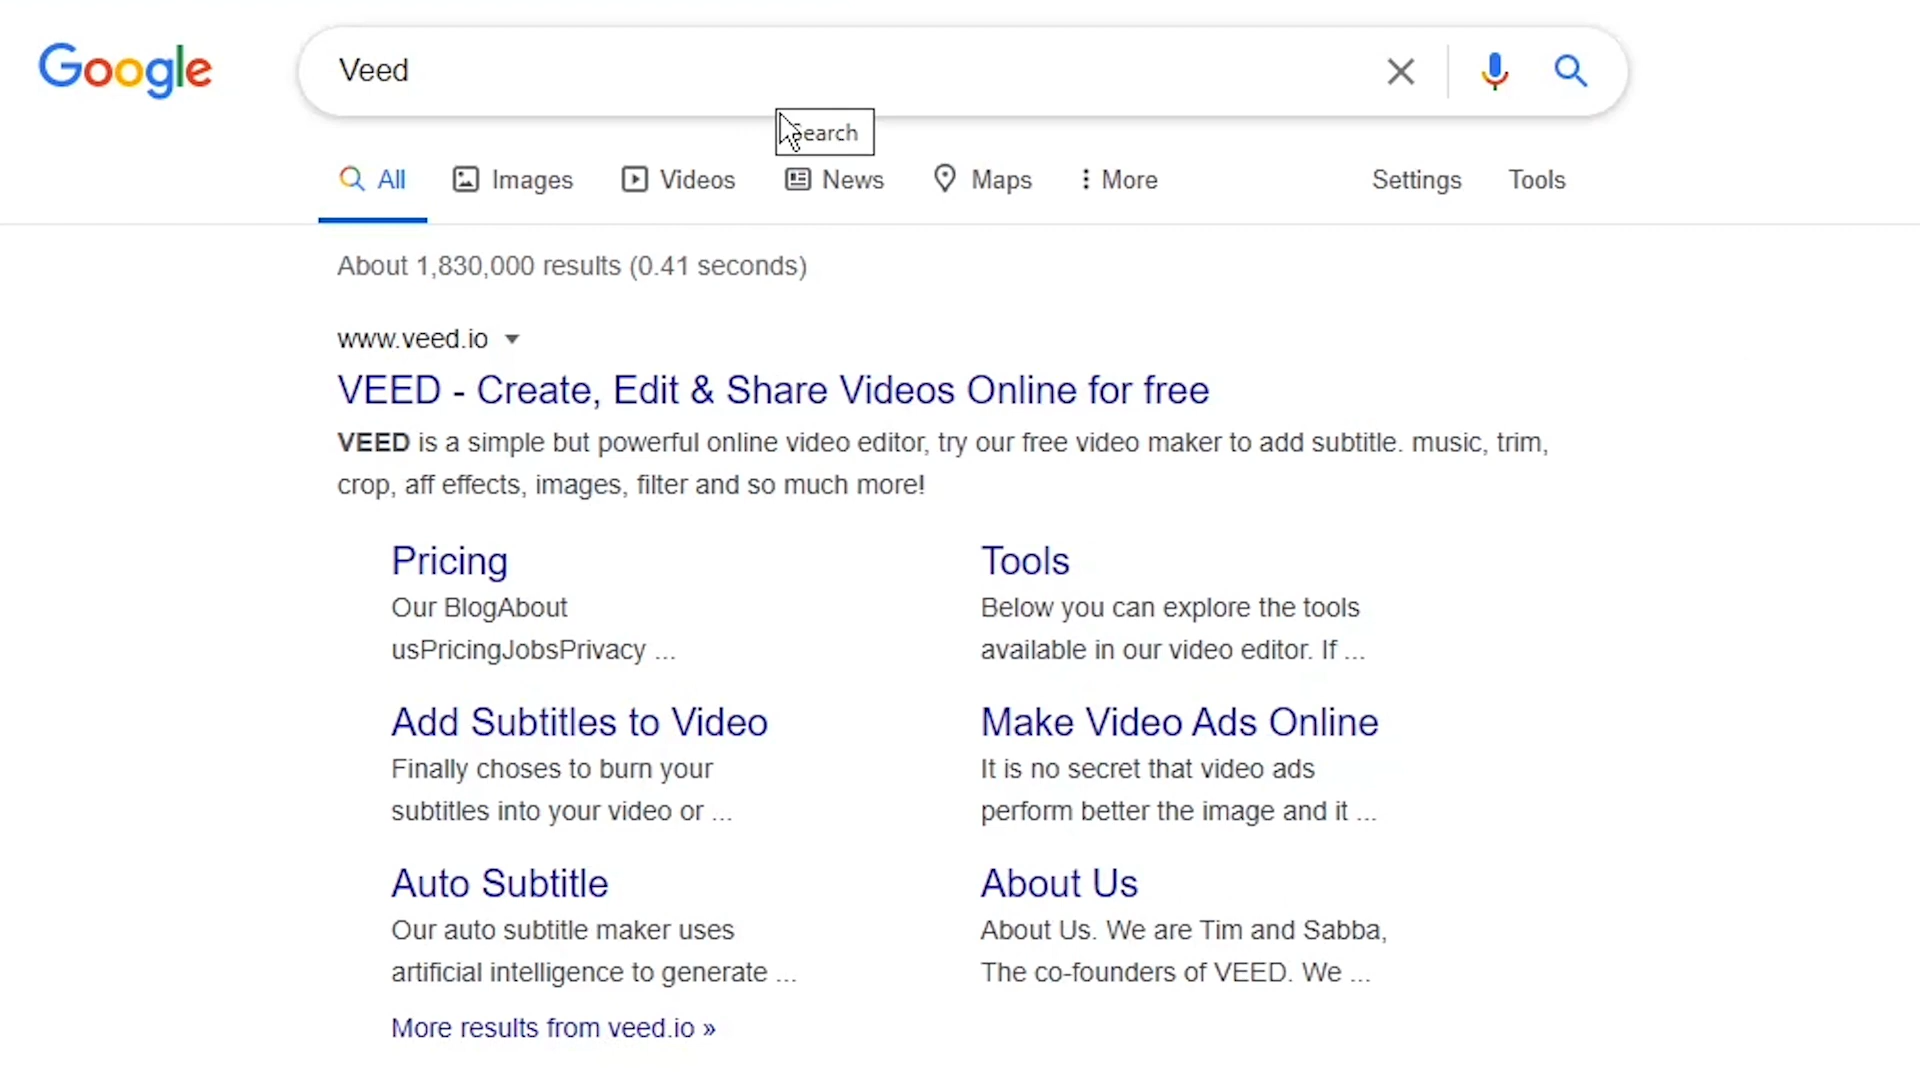 Google
Veed
Search
All Images Videos News Maps More Settings Tools
About 1,830,000 results (0.41 seconds)
www.veed.io
VEED - Create, Edit & Share Videos Online for free
VEED is a simple but powerful online video editor, try our free video maker to add subtitle. music, trim,
crop, aff effects, images, filter and so much more!
Pricing
Our BlogAbout
usPricingJobsPrivacy ...
Tools
Below you can explore the tools
available in our video editor. If ...
Add Subtitles to Video
Finally choses to burn your
subtitles into your video or ...
Make Video Ads Online
It is no secret that video ads
perform better the image and it ...
Auto Subtitle
Our auto subtitle maker uses
artificial intelligence to generate ...
About Us
About Us. We are Tim and Sabba,
The co-founders of VEED. We ...
More results from veed.io »